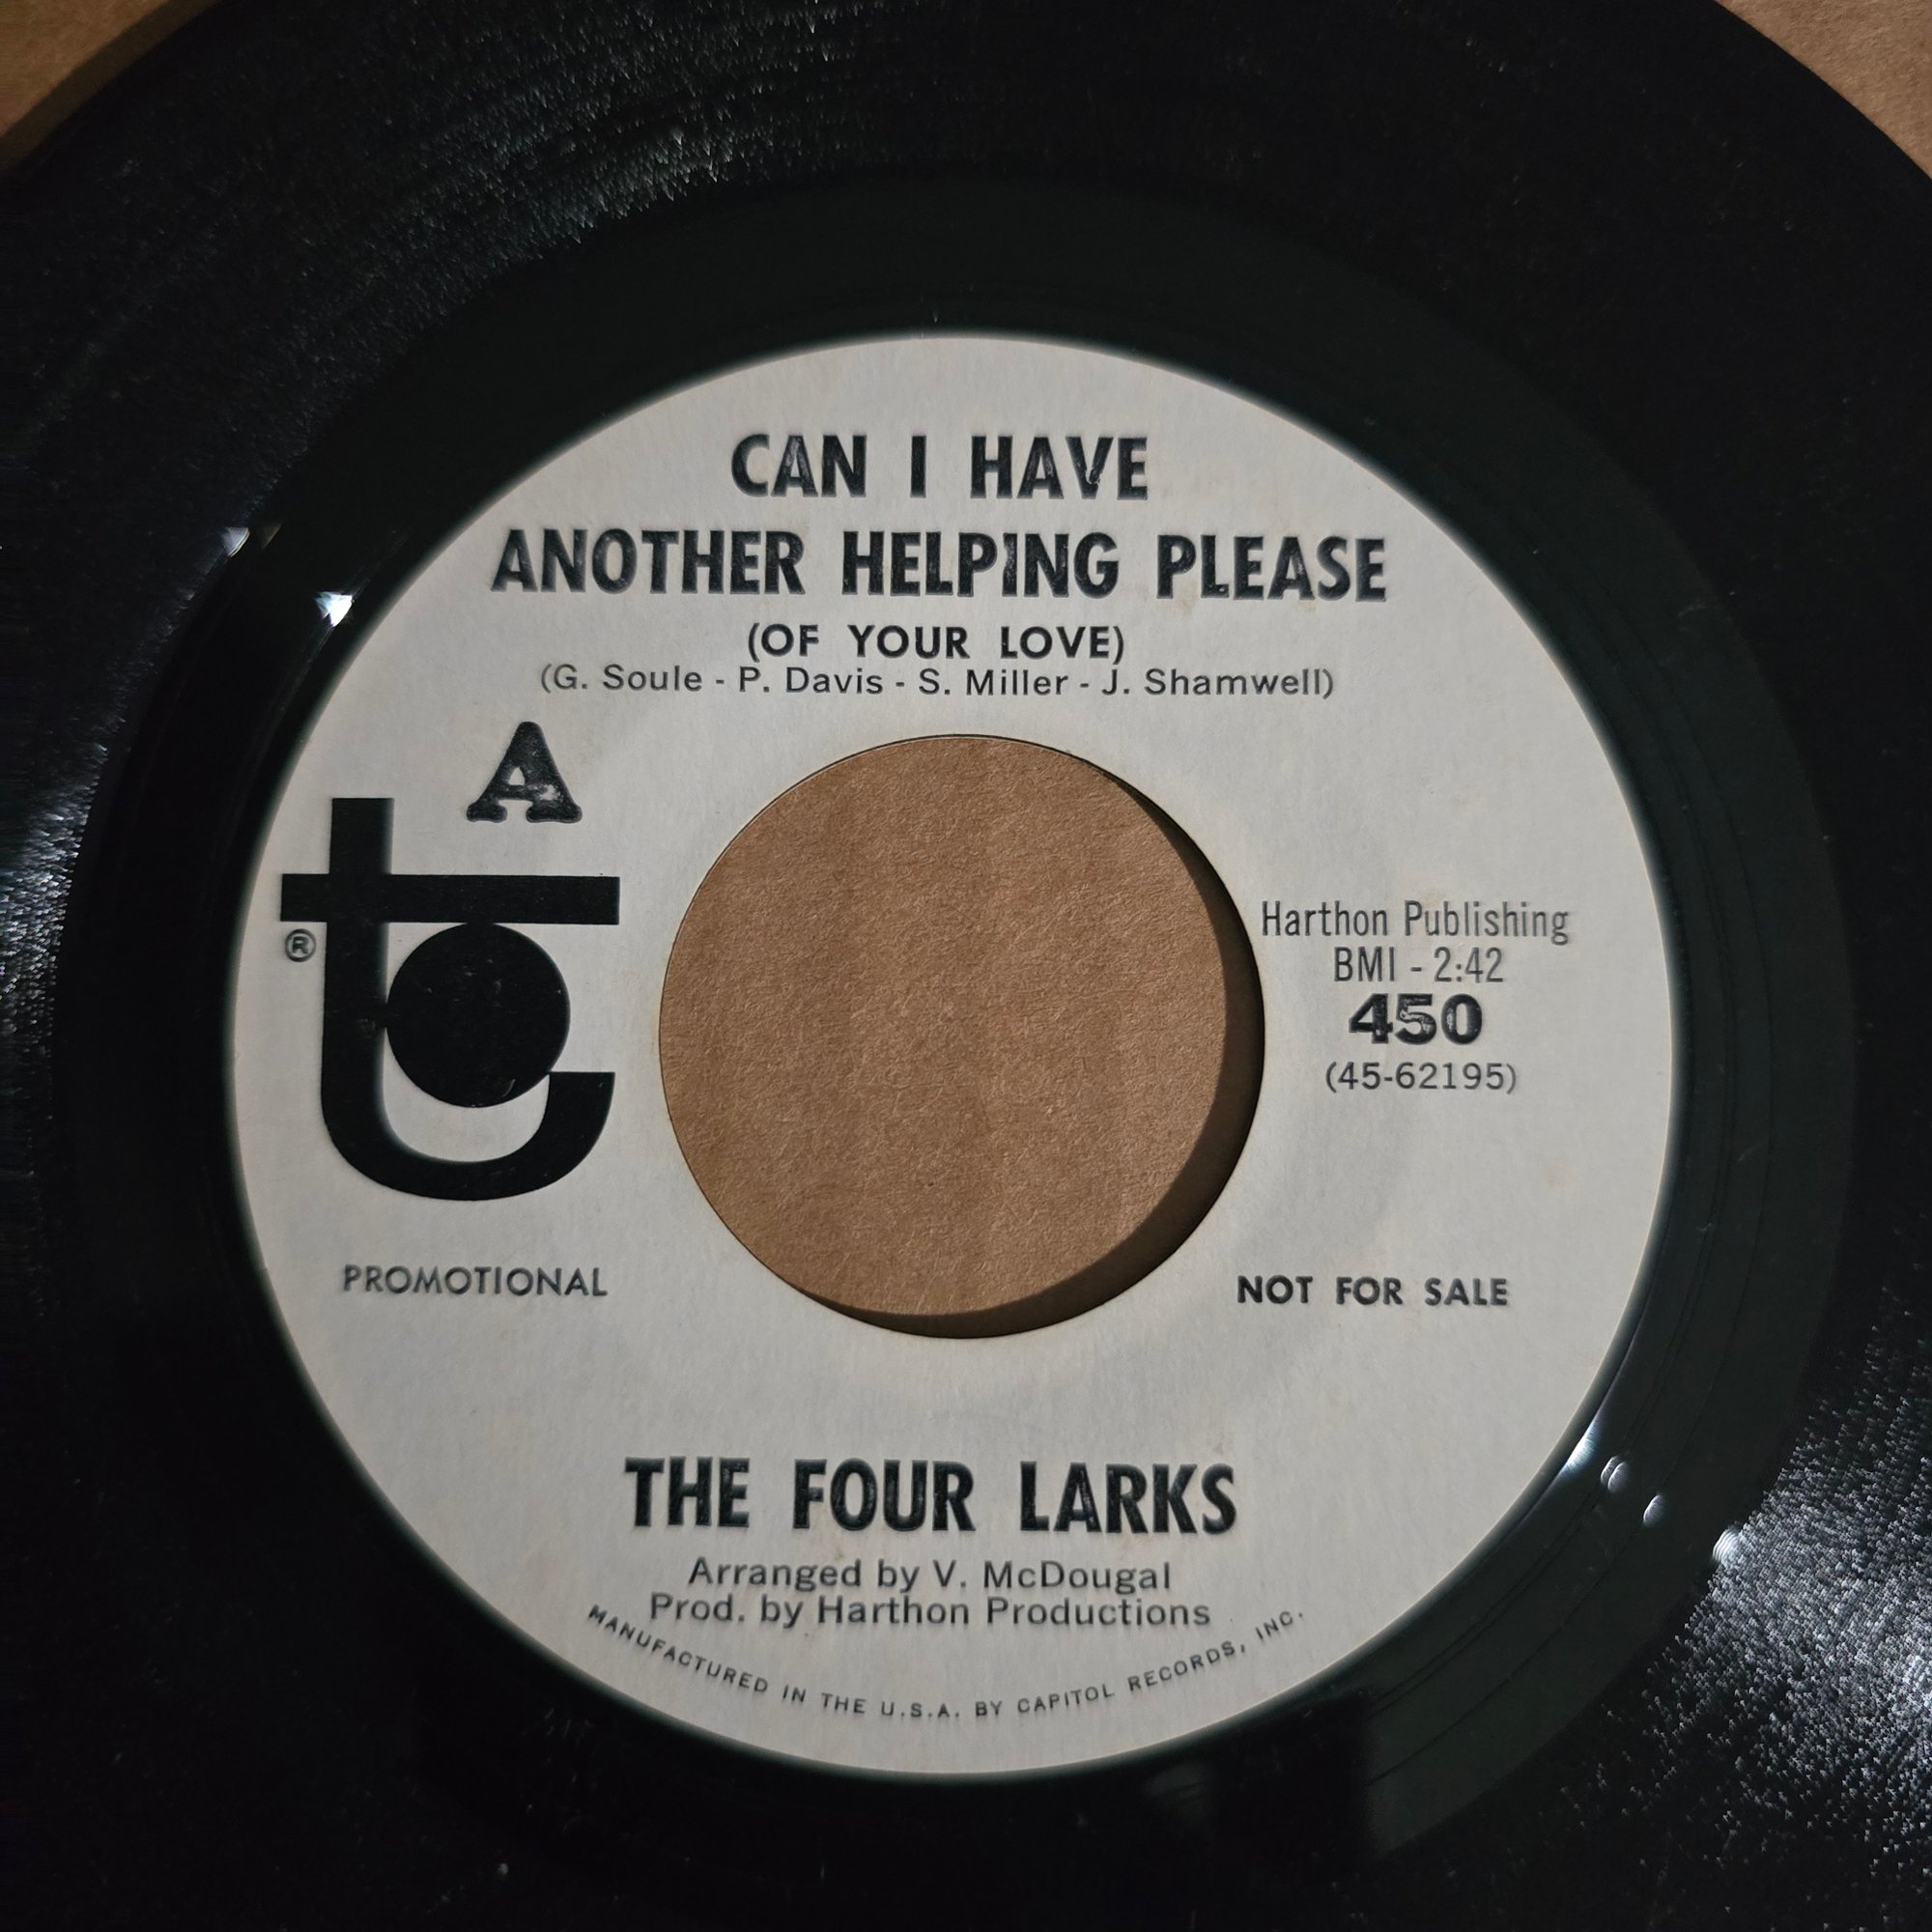 CAN I HAVE
ANOTHER HELPING PLEASE
(OF YOUR LOVE)
(G. Soule - P. Davis - S. Miller - J. Shamwell)
A
t
®
Harthon Publishing
BMI - 2:42
450
(45-62195)
PROMOTIONAL
NOT FOR SALE
THE FOUR LARKS
Arranged by V. McDougal
Prod. by Harthon Productions
MANUFACTURED IN THE U.S.A. BY CAPITOL RECORDS, INC.